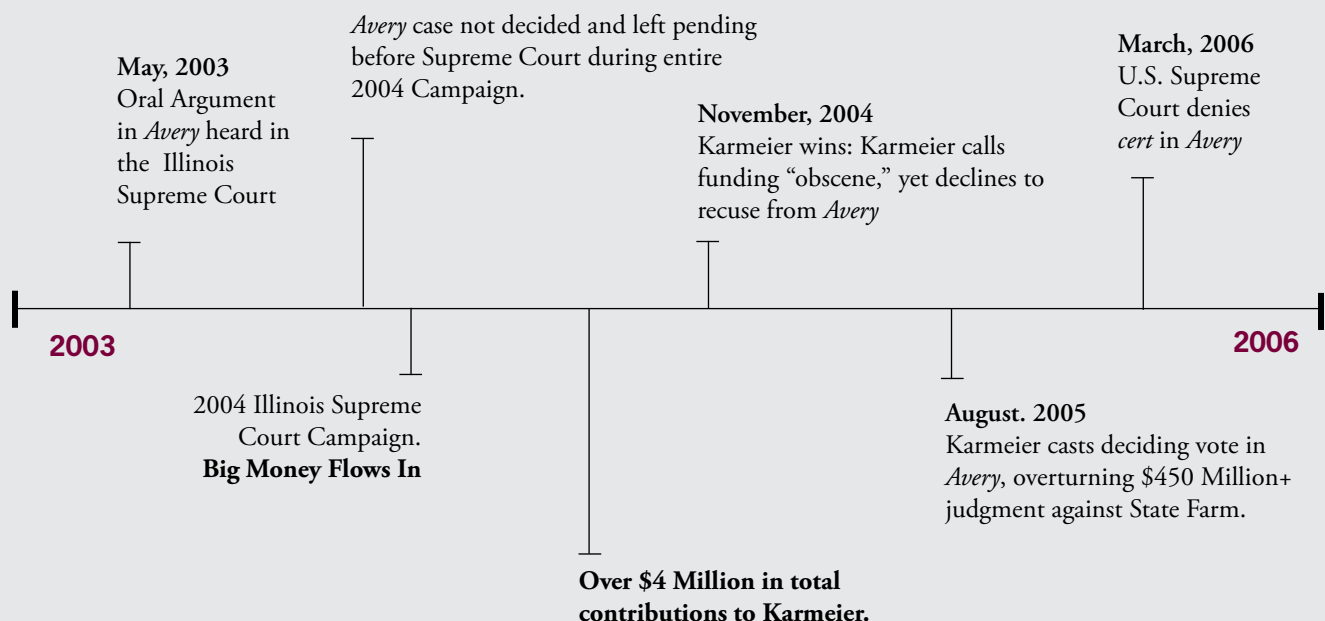 May, 2003
Oral Argument
in Avery heard in
the Illinois
Supreme Court
Avery case not decided and left pending
before Supreme Court during entire
2004 Campaign.
November, 2004
Karmeier wins: Karmeier calls
funding “obscene,” yet declines to
recuse from Avery
March, 2006
U.S. Supreme
Court denies
cert in Avery
2003
2006
2004 Illinois Supreme
Court Campaign.
Big Money Flows In
Over $4 Million in total
contributions to Karmeier.
August. 2005
Karmeier casts deciding vote in
Avery, overturning $450 Million+
judgment against State Farm.